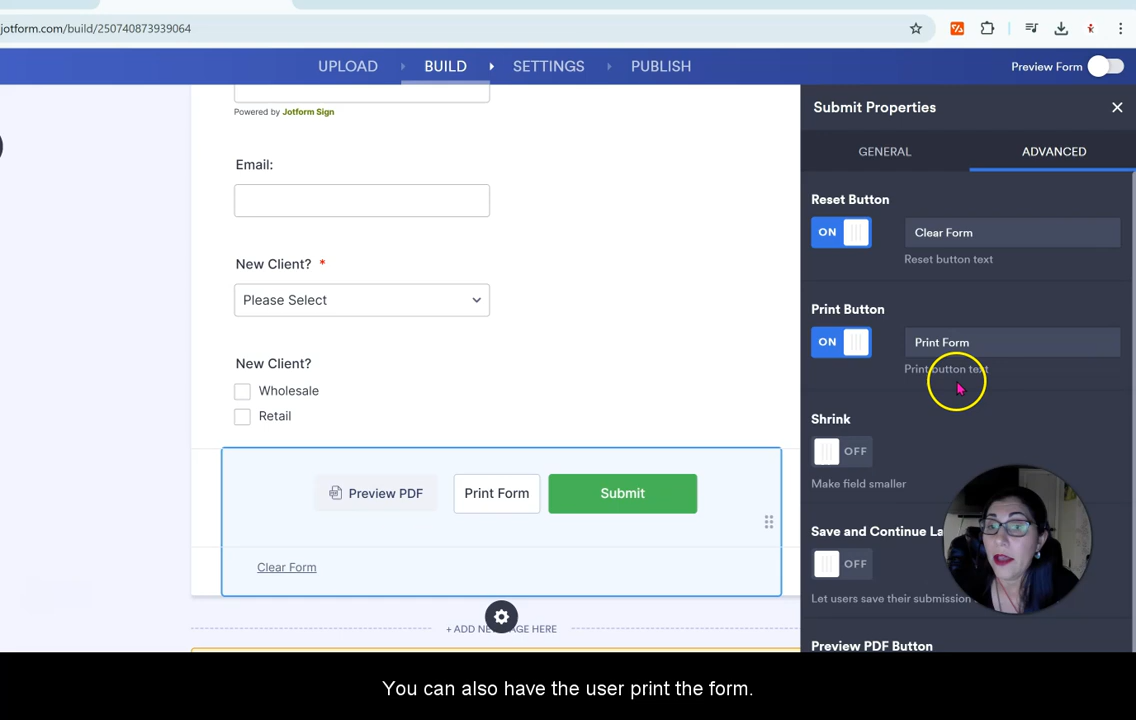 jotform.com/build/250740873939064
UPLOAD
BUILD
SETTINGS
PUBLISH
Preview Form
Powered by Jotform Sign
Email:
New Client? *
Please Select
New Client?
Wholesale
Retail
Preview PDF
Print Form
Submit
Clear Form
+ ADD NEW PAGE HERE
Submit Properties
GENERAL
ADVANCED
Reset Button
ON
Clear Form
Reset button text
Print Button
ON
Print Form
Print button text
Shrink
OFF
Make field smaller
Save and Continue La
OFF
Let users save their submission
Preview PDF Button
You can also have the user print the form.